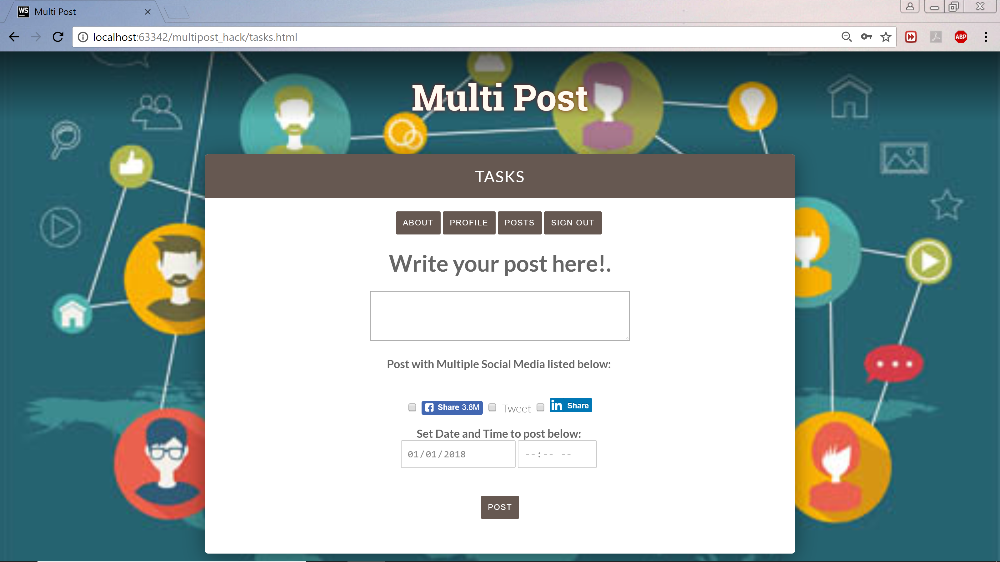 WS Multi Post
localhost:63342/multipost_hack/tasks.html ABP
Multi Post
TASKS
ABOUT PROFILE POSTS SIGN OUT
Write your post here!.
Post with Multiple Social Media listed below:
Share 3.8M Tweet in Share
Set Date and Time to post below:
01/01/2018 --:-- --
POST